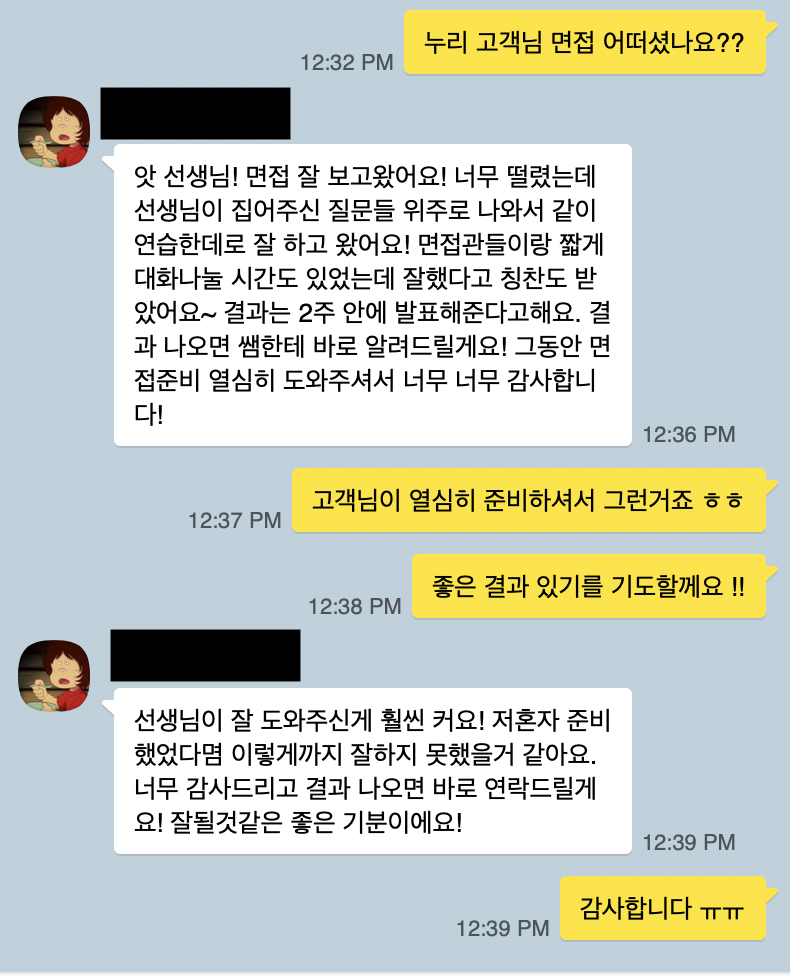 누리 고객님 면접 어떠셨나요??
12:32 PM
앗 선생님! 면접 잘 보고왔어요! 너무 떨렸는데
선생님이 집어주신 질문들 위주로 나와서 같이
연습한데로 잘 하고 왔어요! 면접관들이랑 짧게
대화나눌 시간도 있었는데 잘했다고 칭찬도 받
았어요~ 결과는 2주 안에 발표해준다고해요. 결
과 나오면 쌤한테 바로 알려드릴게요! 그동안 면
접준비 열심히 도와주셔서 너무 너무 감사합니
다!
12:36 PM
고객님이 열심히 준비하셔서 그런거죠 ㅎㅎ
12:37 PM
좋은 결과 있기를 기도할께요 !!
12:38 PM
선생님이 잘 도와주신게 훨씬 커요! 저혼자 준비
했었다몀 이렇게까지 잘하지 못했을거 같아요.
너무 감사드리고 결과 나오면 바로 연락드릴게
요! 잘될것같은 좋은 기분이에요!
12:39 PM
감사합니다 ㅠㅠ
12:39 PM